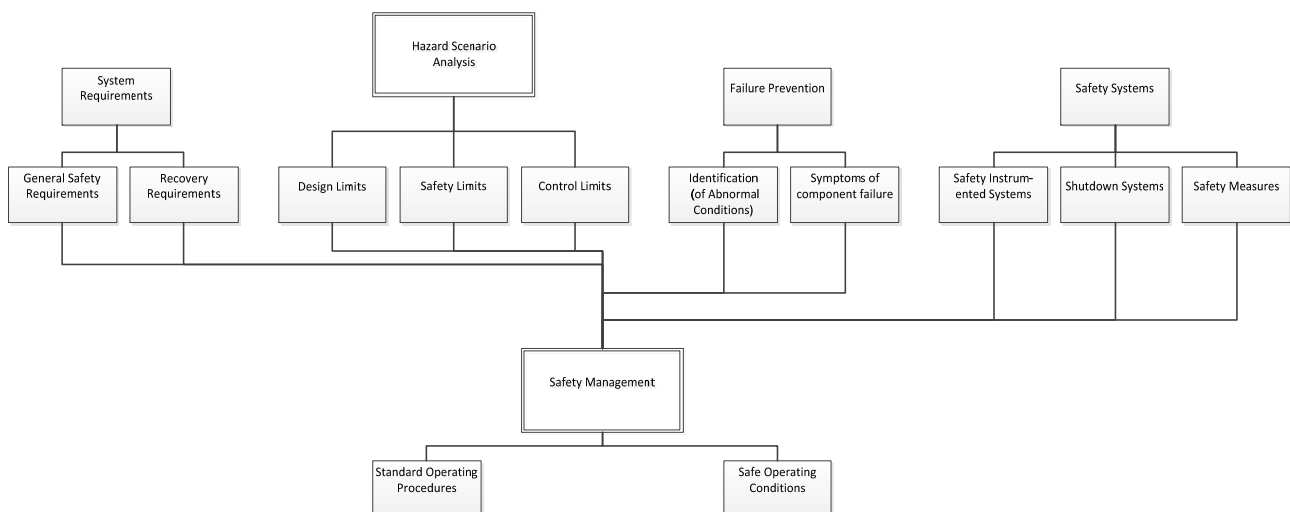 Hazard Scenario
Analysis
System
Requirements
Failure Prevention
Safety Systems
General Safety
Requirements
Recovery
Requirements
Design Limits
Safety Limits
Control Limits
Identification
(of Abnormal
Conditions)
Symptoms of
component failure
Safety Instrum-
ented Systems
Shutdown Systems
Safety Measures
Safety Management
Standard Operating
Procedures
Safe Operating
Conditions